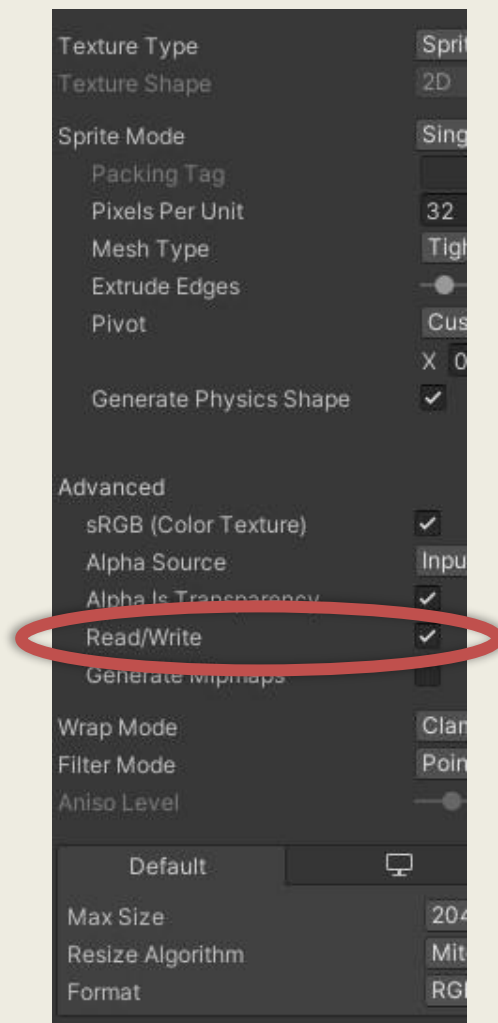 Texture Type Sprit
Texture Shape 2D
Sprite Mode Sing
Packing Tag
Pixels Per Unit 32
Mesh Type Tigh
Extrude Edges
Pivot Cus
X 0
Generate Physics Shape
Advanced
sRGB (Color Texture)
Alpha Source Inpu
Alpha Is Transparency
Read/Write
Generate Mipmaps
Wrap Mode Clam
Filter Mode Poin
Aniso Level
Default
Max Size 204
Resize Algorithm Mit
Format RGI